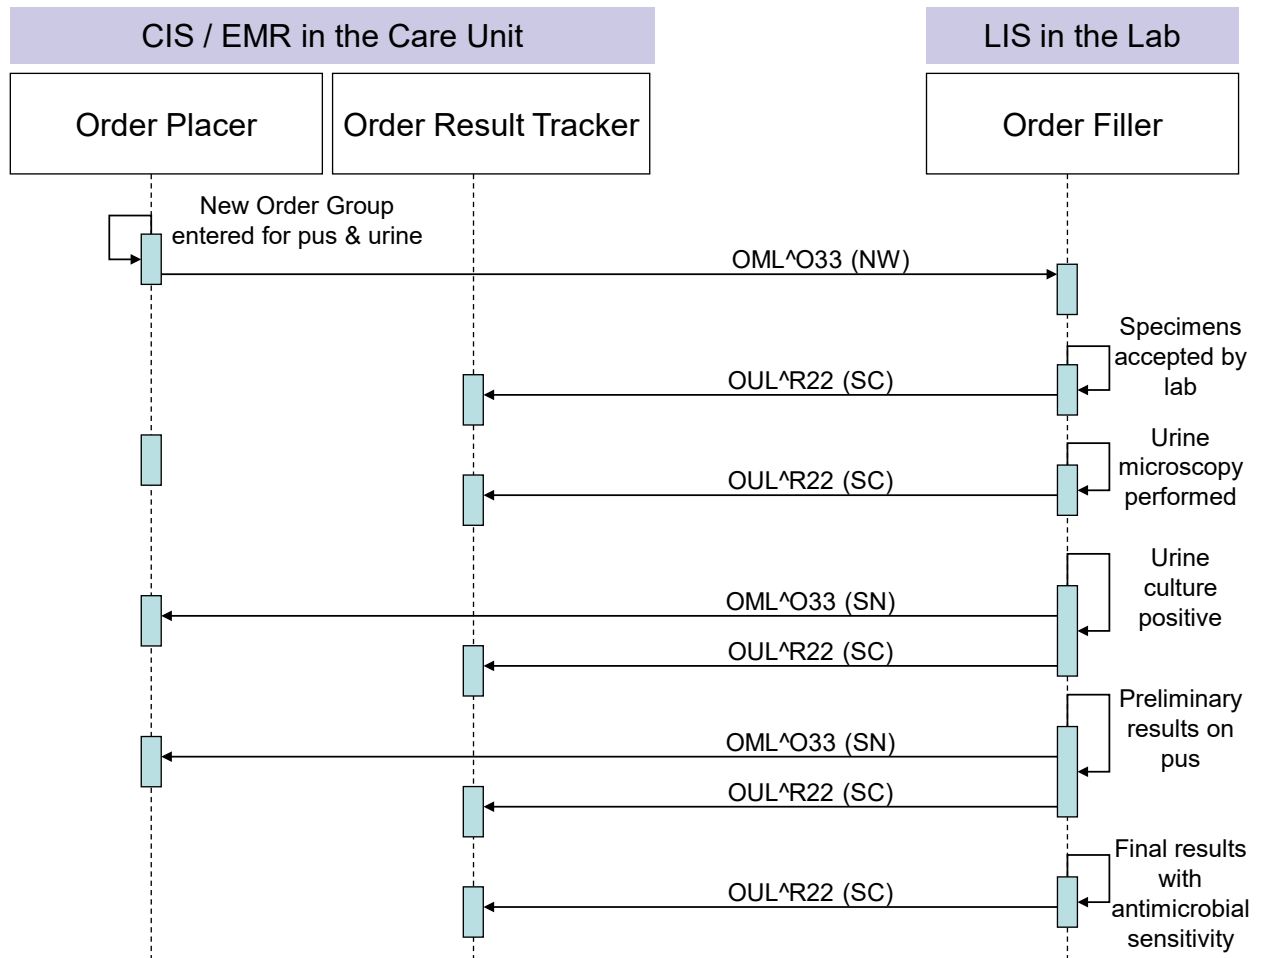 CIS / EMR in the Care Unit
LIS in the Lab
Order Placer
Order Result Tracker
Order Filler
New Order Group
entered for pus & urine
OML^O33 (NW)
Specimens
accepted by
lab
OUL^R22 (SC)
Urine
microscopy
performed
OUL^R22 (SC)
Urine
culture
positive
OML^O33 (SN)
OUL^R22 (SC)
Preliminary
results on
pus
OML^O33 (SN)
OUL^R22 (SC)
Final results
with
antimicrobial
sensitivity
OUL^R22 (SC)